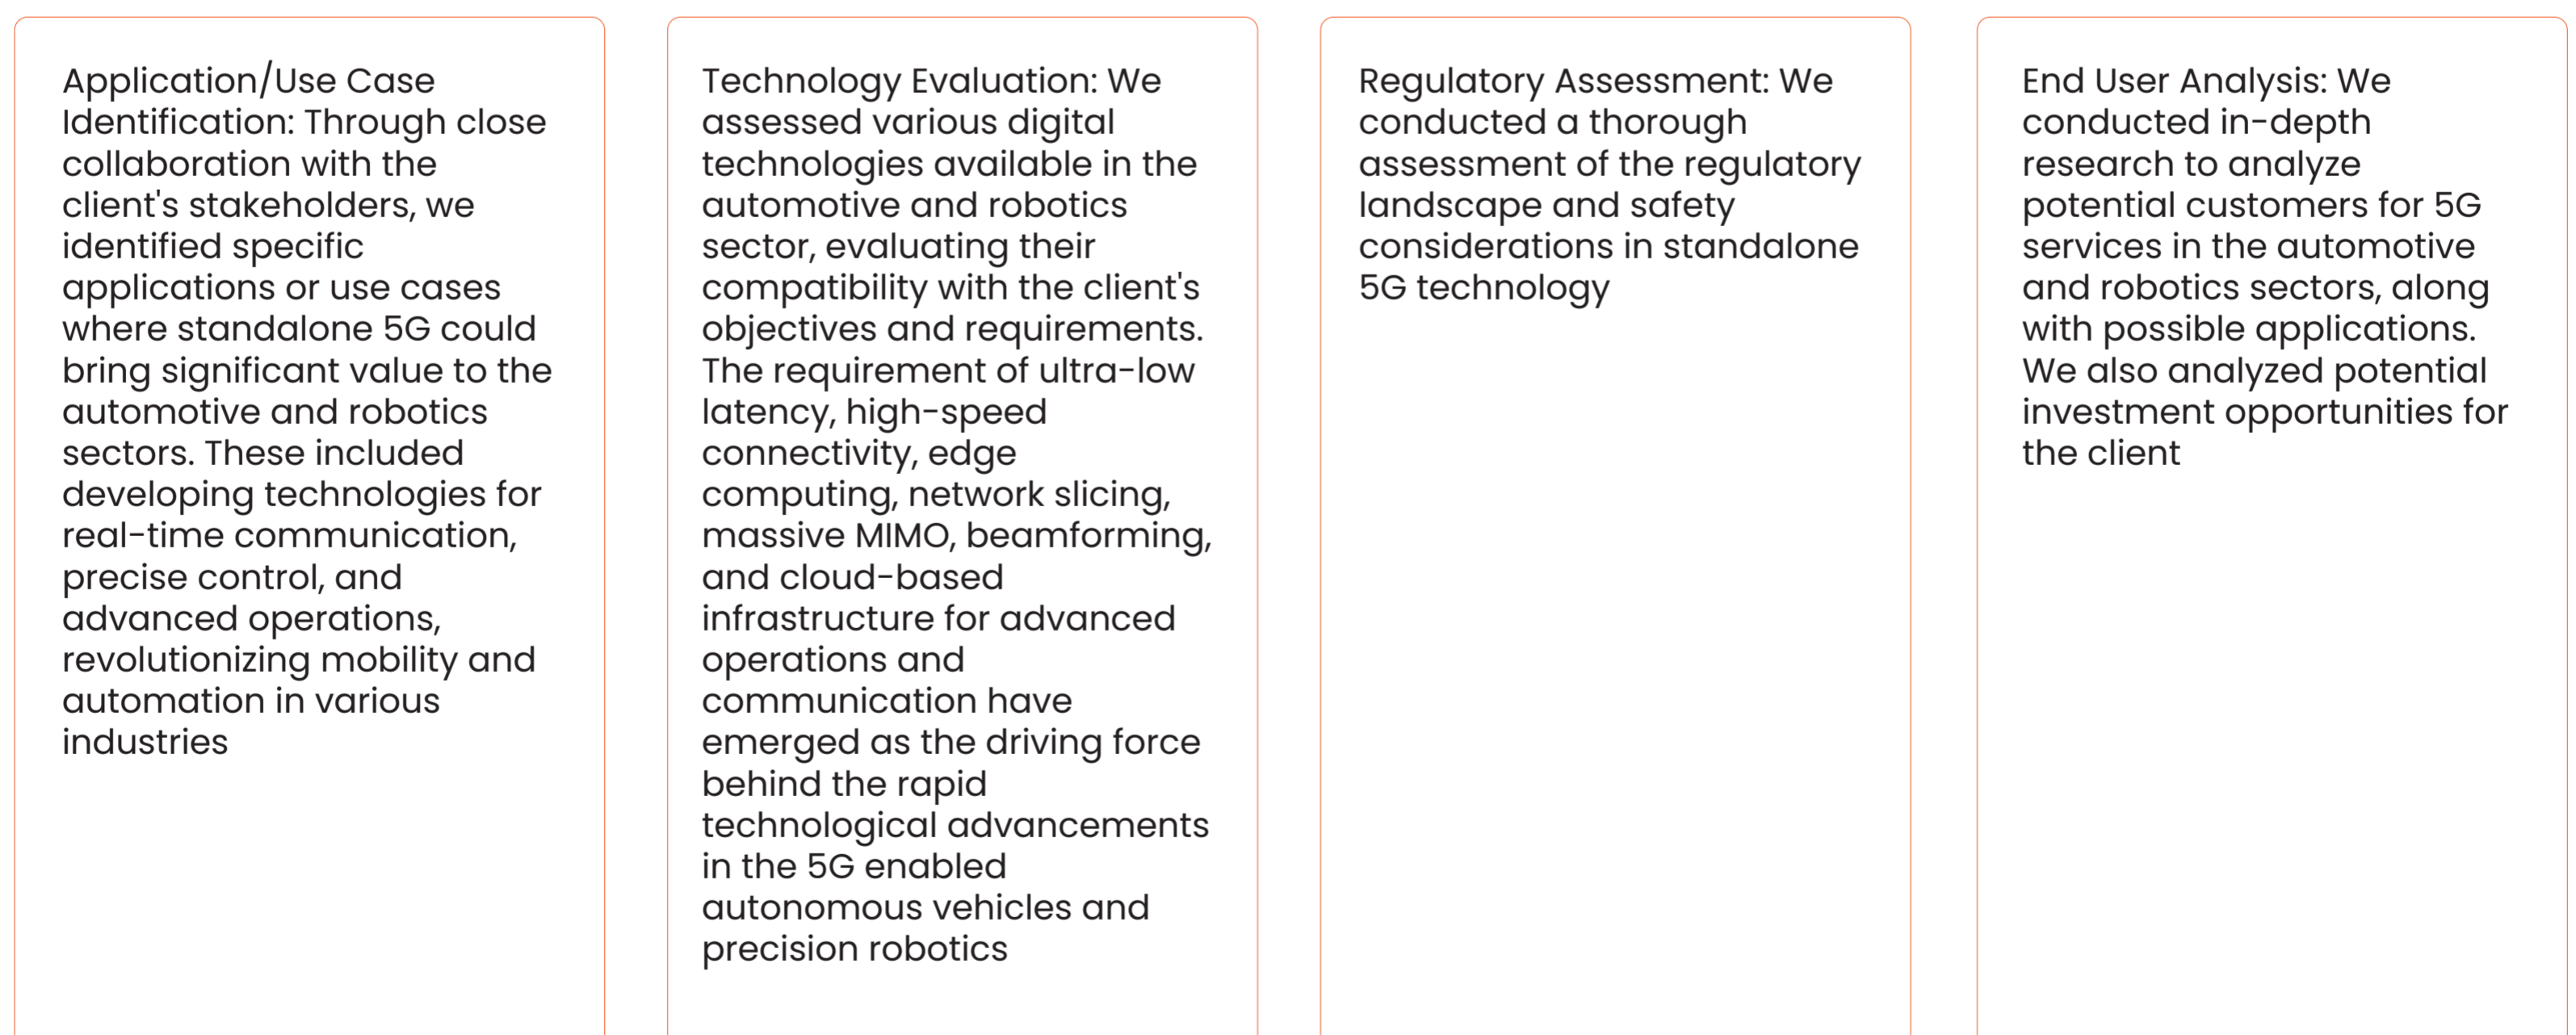 Application/Use Case
Identification: Through close
collaboration with the
client's stakeholders, we
identified specific
applications or use cases
where standalone 5G could
bring significant value to the
automotive and robotics
sectors. These included
developing technologies for
real-time communication,
precise control, and
advanced operations,
revolutionizing mobility and
automation in various
industries
Technology Evaluation: We
assessed various digital
technologies available in the
automotive and robotics
sector, evaluating their
compatibility with the client's
objectives and requirements.
The requirement of ultra-low
latency, high-speed
connectivity, edge
computing, network slicing,
massive MIMO, beamforming,
and cloud-based
infrastructure for advanced
operations and
communication have
emerged as the driving force
behind the rapid
technological advancements
in the 5G enabled
autonomous vehicles and
precision robotics
Regulatory Assessment: We
conducted a thorough
assessment of the regulatory
landscape and safety
considerations in standalone
5G technology
End User Analysis: We
conducted in-depth
research to analyze
potential customers for 5G
services in the automotive
and robotics sectors, along
with possible applications.
We also analyzed potential
investment opportunities for
the client